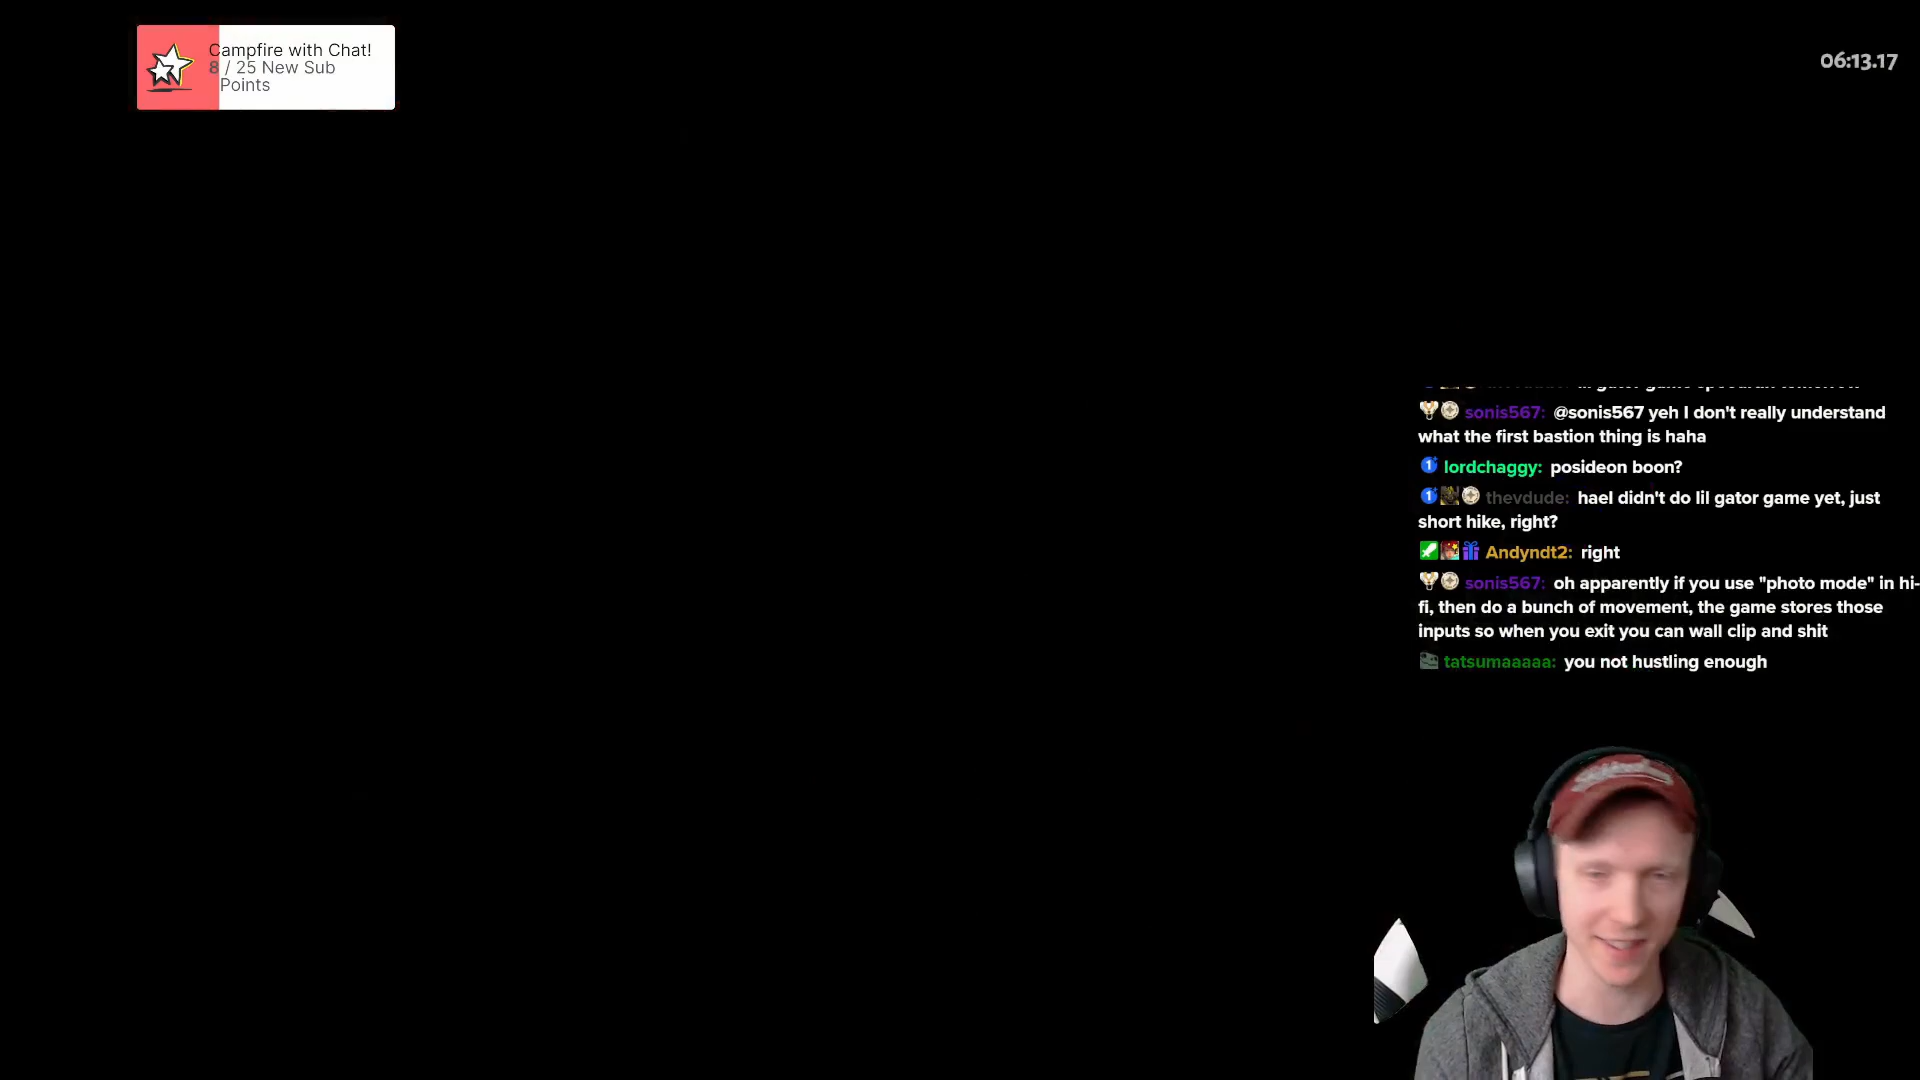 Campfire with Chat!
8 / 25 New Sub
Points
06:13.17
sonis567: @sonis567 yeh I don't really understand
what the first bastion thing is haha
lordchaggy: posideon boon?
thevdude: hael didn't do lil gator game yet, just
short hike, right?
Andyndt2: right
sonis567: oh apparently if you use "photo mode" in hi-
fi, then do a bunch of movement, the game stores those
inputs so when you exit you can wall clip and shit
tatsumaaaaa: you not hustling enough